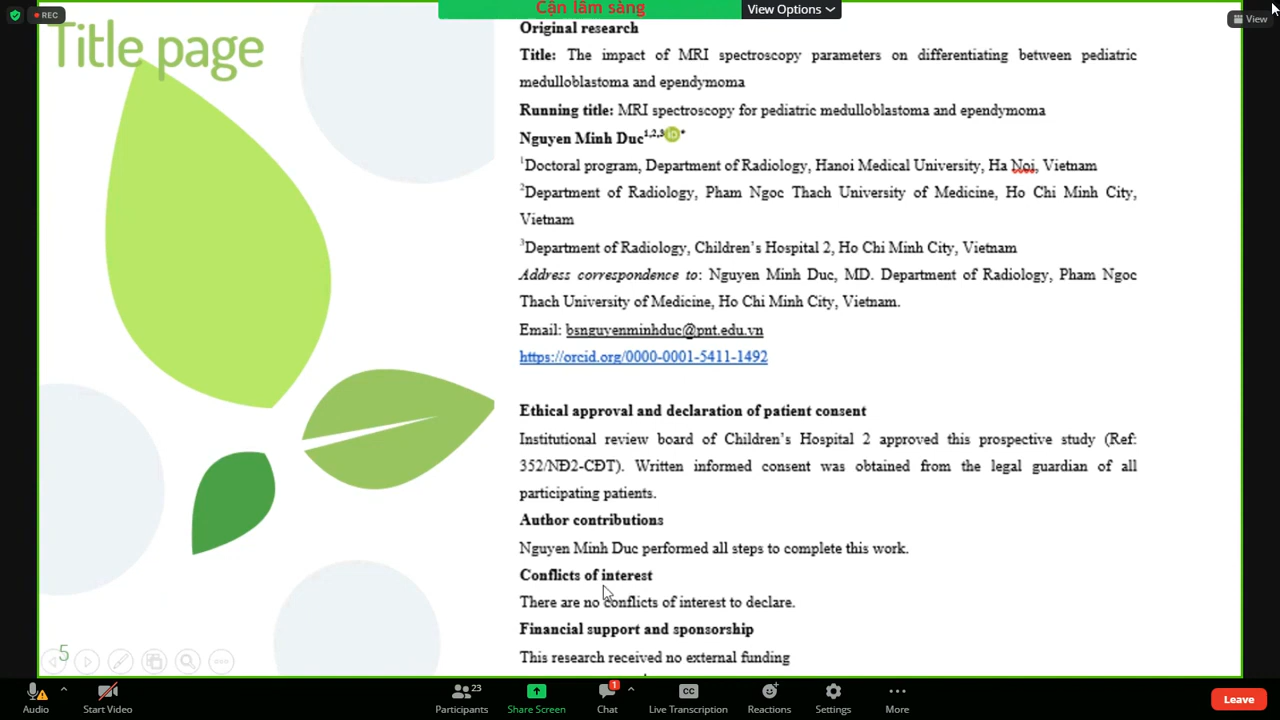 REC
Cận lâm sàng
View Options
View
Title page
Original research
Title: The impact of MRI spectroscopy parameters on differentiating between pediatric
medulloblastoma and ependymoma
Running title: MRI spectroscopy for pediatric medulloblastoma and ependymoma
Nguyen Minh Duc1,2,3 iD *
1Doctoral program, Department of Radiology, Hanoi Medical University, Ha Noi, Vietnam
2Department of Radiology, Pham Ngoc Thach University of Medicine, Ho Chi Minh City,
Vietnam
3Department of Radiology, Children's Hospital 2, Ho Chi Minh City, Vietnam
Address correspondence to: Nguyen Minh Duc, MD. Department of Radiology, Pham Ngoc
Thach University of Medicine, Ho Chi Minh City, Vietnam.
Email: bsnguyenminhduc@pnt.edu.vn
https://orcid.org/0000-0001-5411-1492
Ethical approval and declaration of patient consent
Institutional review board of Children's Hospital 2 approved this prospective study (Ref:
352/NĐ2-CĐT). Written informed consent was obtained from the legal guardian of all
participating patients.
Author contributions
Nguyen Minh Duc performed all steps to complete this work.
Conflicts of interest
There are no conflicts of interest to declare.
Financial support and sponsorship
This research received no external funding
5
23
1
CC
Audio
Start Video
Participants
Share Screen
Chat
Live Transcription
Reactions
Settings
More
Leave